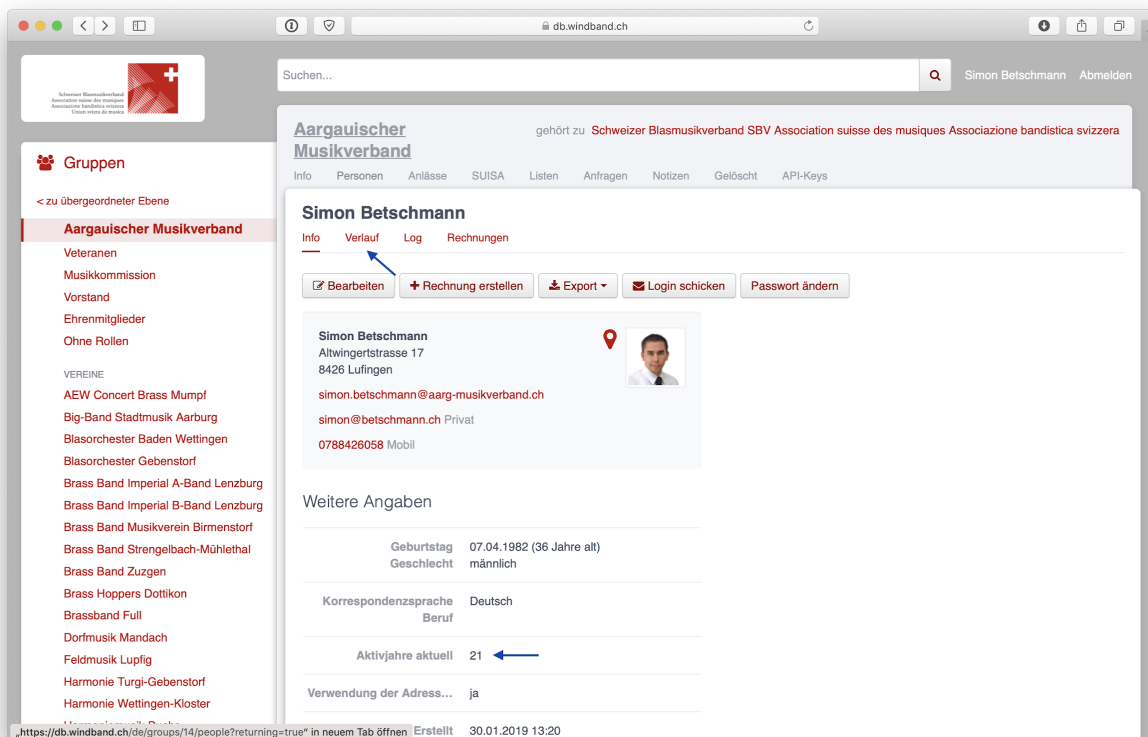 db.windband.ch
Schweizer Blasmusikverband
Association suisse des musiques
Associazione bandistica svizzera
Uniun svizra da musica
Suchen...
Simon Betschmann Abmelden
Gruppen
< zu übergeordneter Ebene
Aargauischer Musikverband
Veteranen
Musikkommission
Vorstand
Ehrenmitglieder
Ohne Rollen
VEREINE
AEW Concert Brass Mumpf
Big-Band Stadtmusik Aarburg
Blasorchester Baden Wettingen
Blasorchester Gebenstorf
Brass Band Imperial A-Band Lenzburg
Brass Band Imperial B-Band Lenzburg
Brass Band Musikverein Birmenstorf
Brass Band Strengelbach-Mühlethal
Brass Band Zuzgen
Brass Hoppers Dottikon
Brassband Full
Dorfmusik Mandach
Feldmusik Lupfig
Harmonie Turgi-Gebenstorf
Harmonie Wettingen-Kloster
Aargauischer
Musikverband
gehört zu Schweizer Blasmusikverband SBV Association suisse des musiques Associazione bandistica svizzera
Info Personen Anlässe SUISA Listen Anfragen Notizen Gelöscht API-Keys
Simon Betschmann
Info Verlauf Log Rechnungen
Bearbeiten Rechnung erstellen Export Login schicken Passwort ändern
Simon Betschmann
Altwingertstrasse 17
8426 Lufingen
simon.betschmann@aarg-musikverband.ch
simon@betschmann.ch Privat
0788426058 Mobil
Weitere Angaben
Geburtstag 07.04.1982 (36 Jahre alt)
Geschlecht männlich
Korrespondenzsprache Deutsch
Beruf
Aktivjahre aktuell 21
Verwendung der Adress... ja
Erstellt 30.01.2019 13:20
„https://db.windband.ch/de/groups/14/people?returning=true“ in neuem Tab öffnen